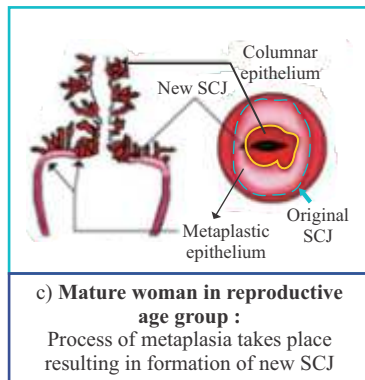 Columnar
epithelium
New SCJ
Original
SCJ
Metaplastic
epithelium
c) Mature woman in reproductive
age group :
Process of metaplasia takes place
resulting in formation of new SCJ